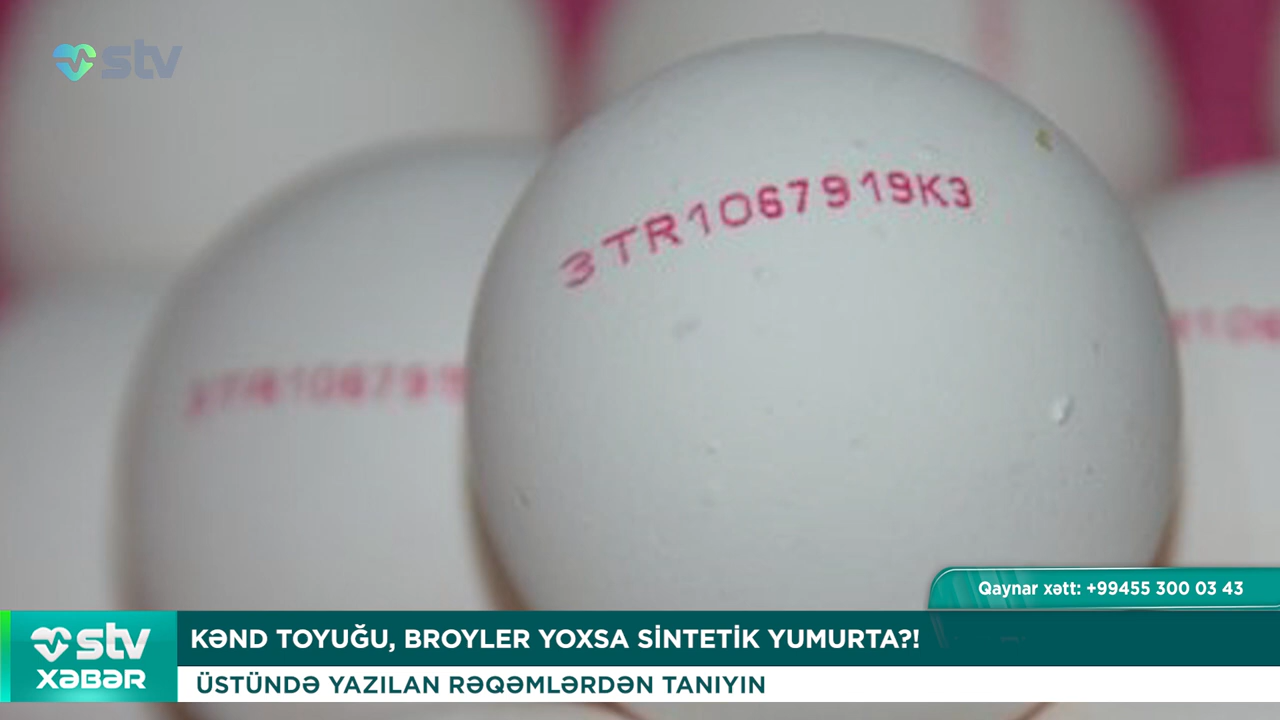 stv
3TR1067919K3
Qaynar xətt: +99455 300 03 43
stv
XƏBƏR
KƏND TOYUĞU, BROYLER YOXSA SİNTETİK YUMURTA?!
ÜSTÜNDƏ YAZILAN RƏQƏMLƏRDƏN TANIYIN